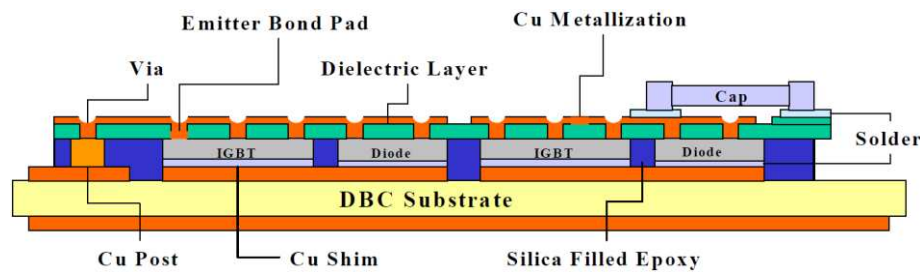 Emitter Bond Pad
Cu Metallization
Via
Dielectric Layer
Cap
Solder
IGBT
Diode
IGBT
Diode
DBC Substrate
Cu Post
Cu Shim
Silica Filled Epoxy